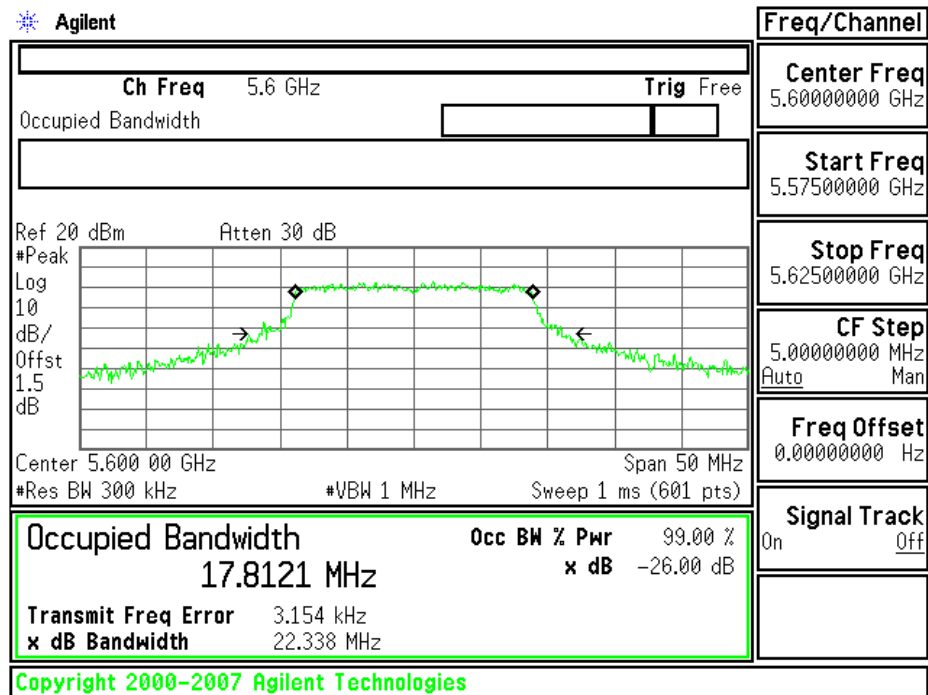 Agilent
Freq/Channel
Ch Freq 5.6 GHz Trig Free
Occupied Bandwidth
Center Freq
5.60000000 GHz
Start Freq
5.57500000 GHz
Stop Freq
5.62500000 GHz
CF Step
5.00000000 MHz
Auto Man
Freq Offset
0.00000000 Hz
Signal Track
On Off
Ref 20 dBm Atten 30 dB
#Peak
Log
10
dB/
Offst
1.5
dB
Center 5.600 00 GHz Span 50 MHz
#Res BW 300 kHz #VBW 1 MHz Sweep 1 ms (601 pts)
Occupied Bandwidth Occ BW % Pwr 99.00 %
17.8121 MHz x dB -26.00 dB
Transmit Freq Error 3.154 kHz
x dB Bandwidth 22.338 MHz
Copyright 2000-2007 Agilent Technologies